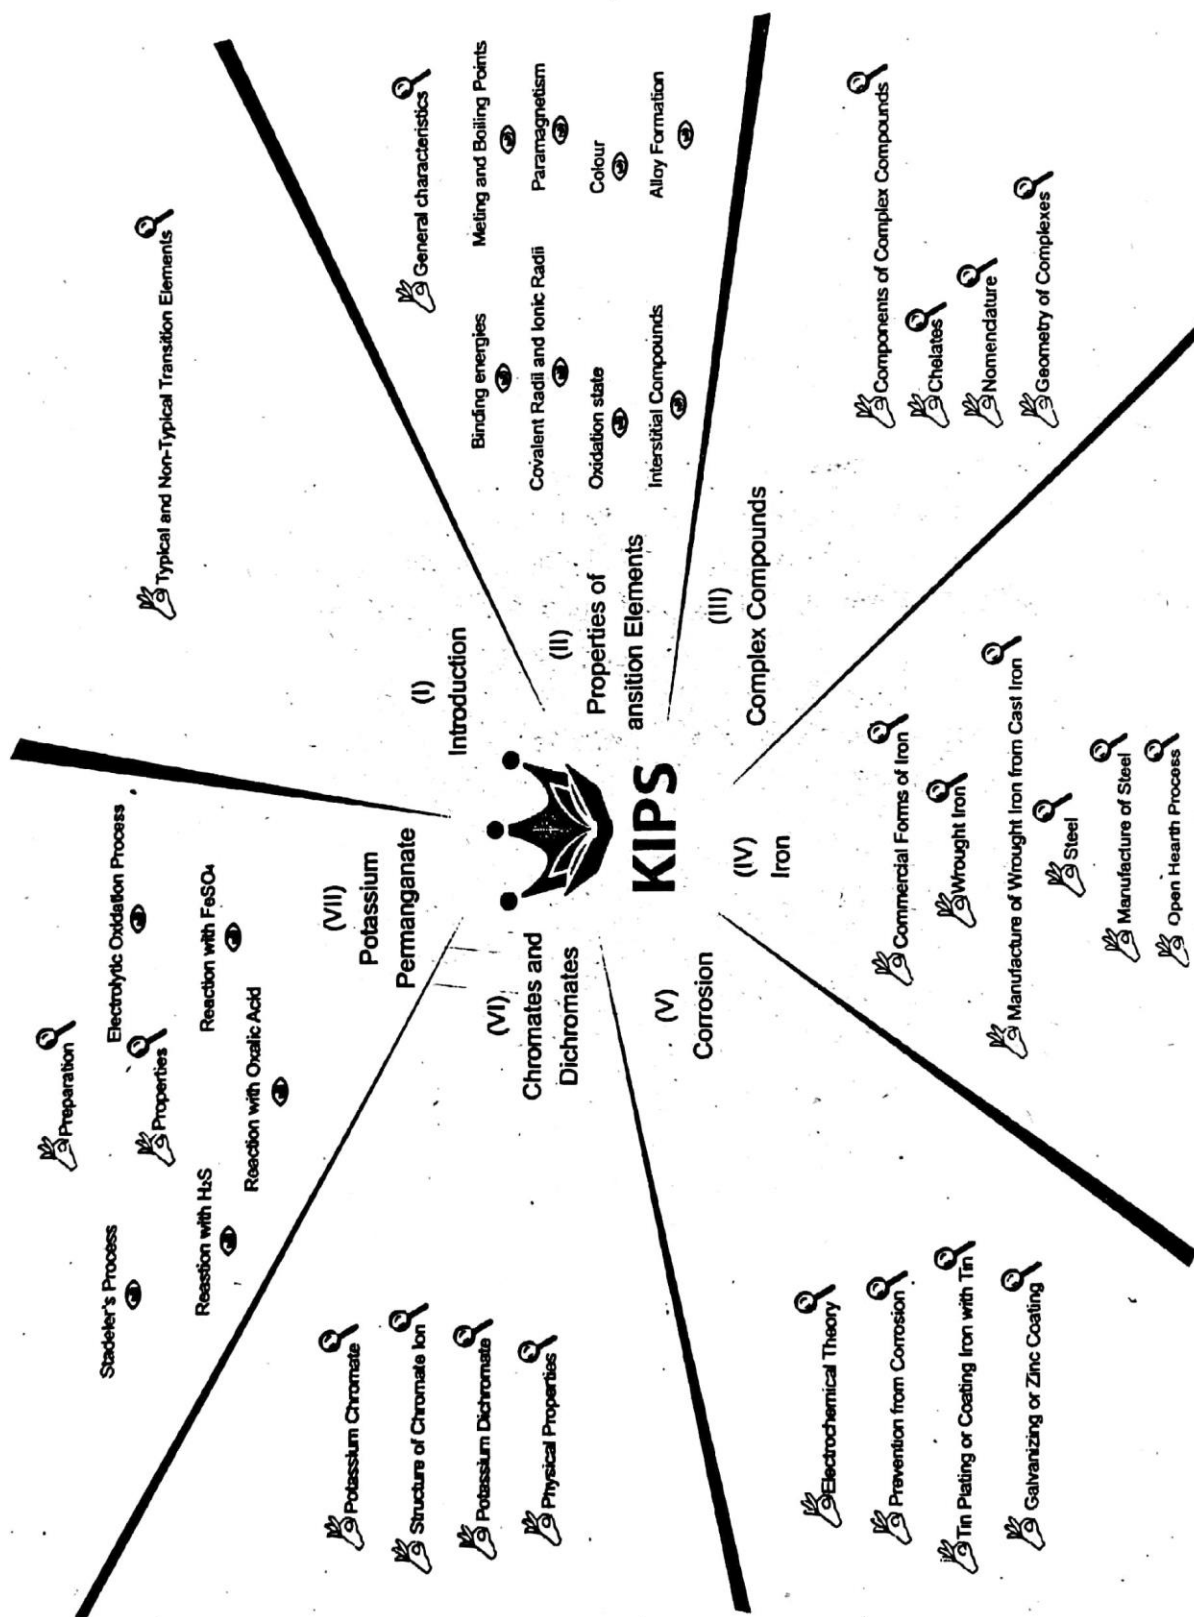 KIPS
(I)
Introduction
Typical and Non-Typical Transition Elements
(II)
Properties of
ansition Elements
General characteristics
Binding energies
Meting and Boiling Points
Covalent Radii and Ionic Radii
Paramagnetism
Oxidation state
Colour
Interstitial Compounds
Alloy Formation
(III)
Complex Compounds
Components of Complex Compounds
Chelates
Nomenclature
Geometry of Complexes
(IV)
Iron
Commercial Forms of Iron
Wrought Iron
Manufacture of Wrought Iron from Cast Iron
Steel
Manufacture of Steel
Open Hearth Process
(V)
Corrosion
Electrochemical Theory
Prevention from Corrosion
Tin Plating or Coating Iron with Tin
Galvanizing or Zinc Coating
(VI)
Chromates and
Dichromates
Potassium Chromate
Structure of Chromate Ion
Potassium Dichromate
Physical Properties
(VII)
Potassium
Permanganate
Preparation
Stadeler's Process
Electrolytic Oxidation Process
Properties
Reastion with H₂S
Reaction with FeSO₄
Reaction with Oxalic Acid